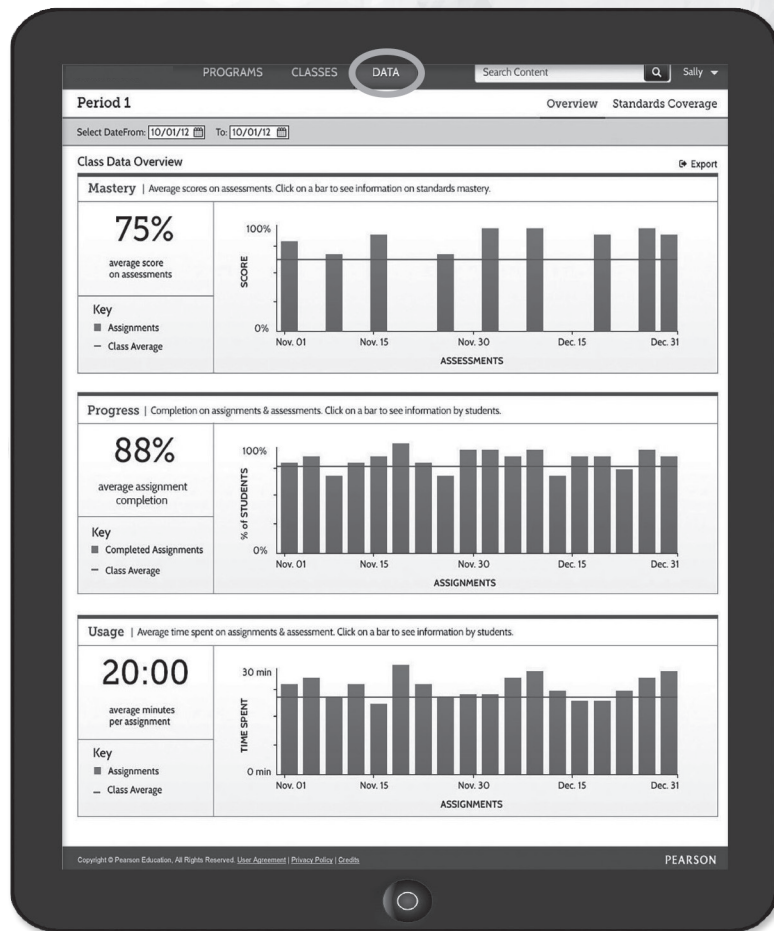 PROGRAMS CLASSES DATA Search Content Sally
Period 1 Overview Standards Coverage
Select DateFrom: 10/01/12 To: 10/01/12
Class Data Overview Export
Mastery | Average scores on assessments. Click on a bar to see information on standards mastery.
75%
average score
on assessments
Key
Assignments
Class Average
100%
SCORE
0%
Nov. 01 Nov. 15 Nov. 30 Dec. 15 Dec. 31
ASSESSMENTS
Progress | Completion on assignments & assessments. Click on a bar to see information by students.
88%
average assignment
completion
Key
Completed Assignments
Class Average
100%
% of STUDENTS
0%
Nov. 01 Nov. 15 Nov. 30 Dec. 15 Dec. 31
ASSIGNMENTS
Usage | Average time spent on assignments & assessment. Click on a bar to see information by students.
20:00
average minutes
per assignment
Key
Assignments
Class Average
30 min
TIME SPENT
0 min
Nov. 01 Nov. 15 Nov. 30 Dec. 15 Dec. 31
ASSIGNMENTS
Copyright © Pearson Education, All Rights Reserved. User Agreement | Privacy Policy | Credits PEARSON